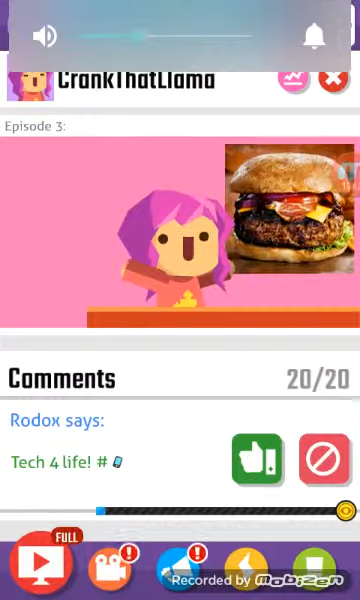 CrankThatLlama
Episode 3:
Comments 20/20
Rodox says:
Tech 4 life! #
FULL
Recorded by Mobizen